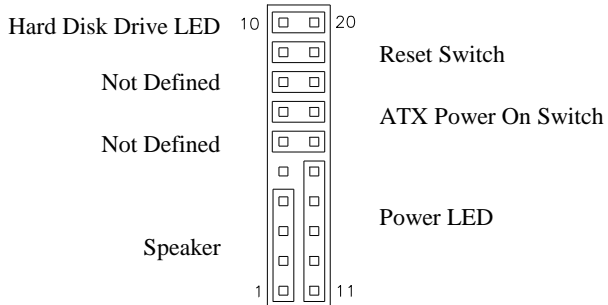 Hard Disk Drive LED 10 20
Reset Switch
Not Defined
ATX Power On Switch
Not Defined
Power LED
Speaker
1 11